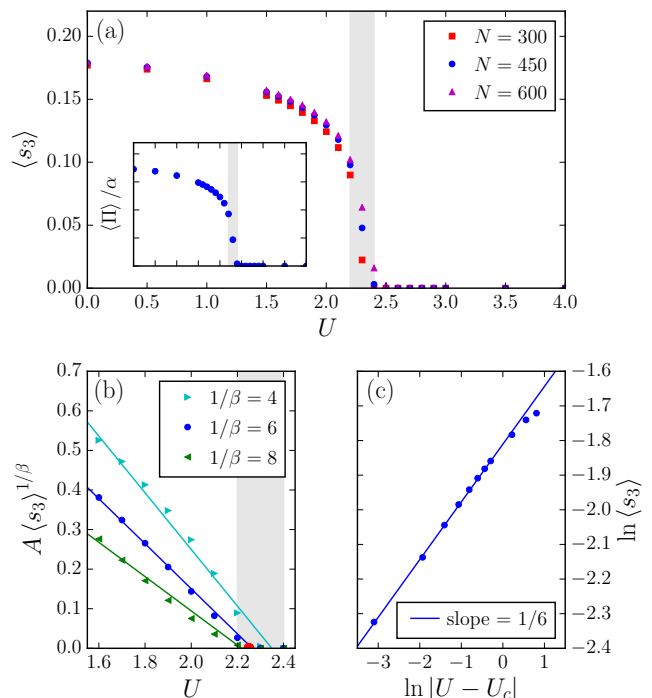 (a)
N = 300
N = 450
N = 600
⟨s₃⟩
0.20
0.15
0.10
0.05
0.00
⟨Π⟩/α
0.0 0.5 1.0 1.5 2.0 2.5 3.0 3.5 4.0
U
(b)
1/β = 4
1/β = 6
1/β = 8
A ⟨s₃⟩^{1/β}
0.7
0.6
0.5
0.4
0.3
0.2
0.1
0.0
1.6 1.8 2.0 2.2 2.4
U
(c)
slope = 1/6
ln ⟨s₃⟩
−1.6
−1.7
−1.8
−1.9
−2.0
−2.1
−2.2
−2.3
−2.4
−3 −2 −1 0 1
ln |U − U_c|